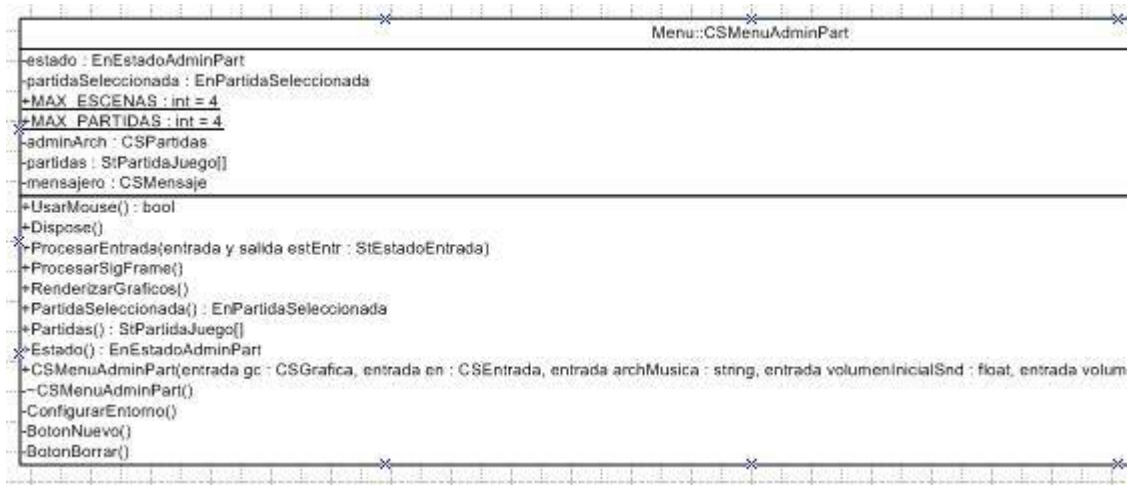 Menu::CSMenuAdminPart
-estado : EnEstadoAdminPart
-partidaSeleccionada : EnPartidaSeleccionada
+MAX_ESCENAS : int = 4
+MAX_PARTIDAS : int = 4
-adminArch : CSPartidas
-partidas : StPartidaJuego[]
-mensajero : CSMensaje
+UsarMouse() : bool
+Dispose()
+ProcesarEntrada(entrada y salida estEntr : StEstadoEntrada)
+ProcesarSigFrame()
+RenderizarGraficos()
+PartidaSeleccionada() : EnPartidaSeleccionada
+Partidas() : StPartidaJuego[]
+Estado() : EnEstadoAdminPart
+CSMenuAdminPart(entrada gc : CSGrafica, entrada en : CSEntrada, entrada archMusica : string, entrada volumenInicialSnd : float, entrada volum
-~CSMenuAdminPart()
-ConfigurarEntorno()
-BotonNuevo()
-BotonBorrar()